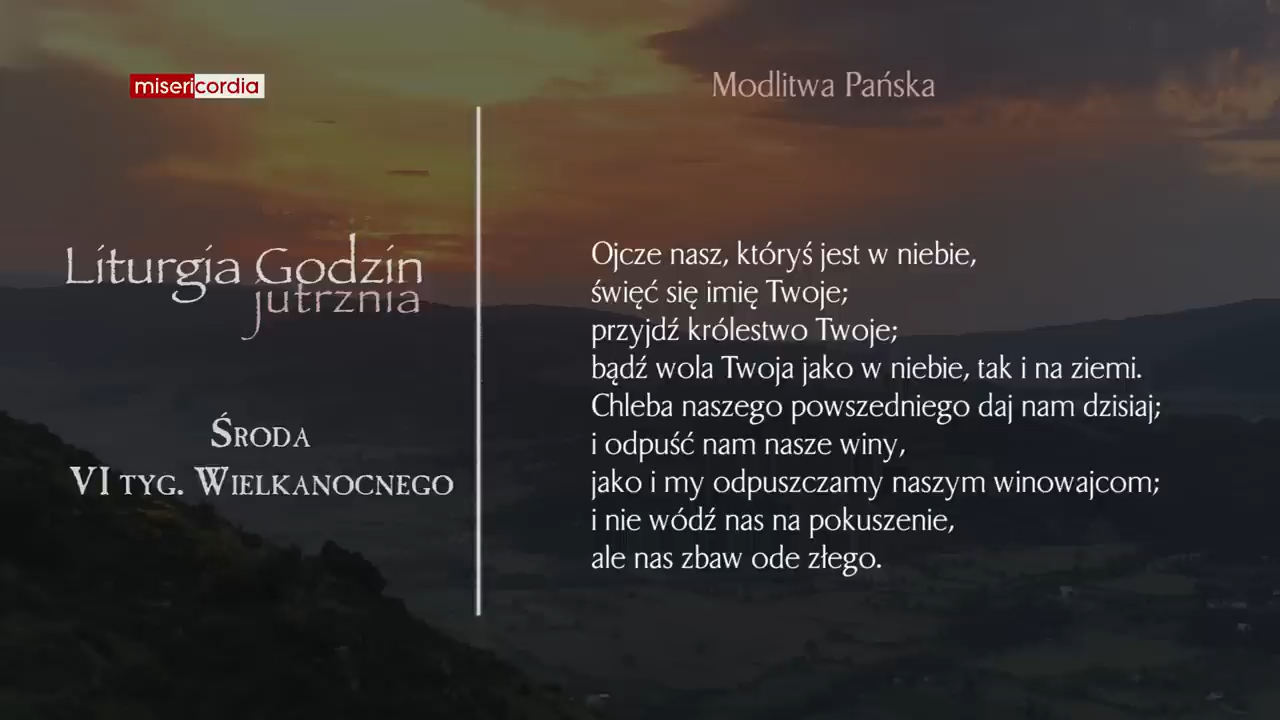 misericordia
Modlitwa Pańska
Liturgia Godzin
jutrznia
Środa
VI tyg. Wielkanocnego
Ojcze nasz, któryś jest w niebie,
święć się imię Twoje;
przyjdź królestwo Twoje;
bądź wola Twoja jako w niebie, tak i na ziemi.
Chleba naszego powszedniego daj nam dzisiaj;
i odpuść nam nasze winy,
jako i my odpuszczamy naszym winowajcom;
i nie wódź nas na pokuszenie,
ale nas zbaw ode złego.